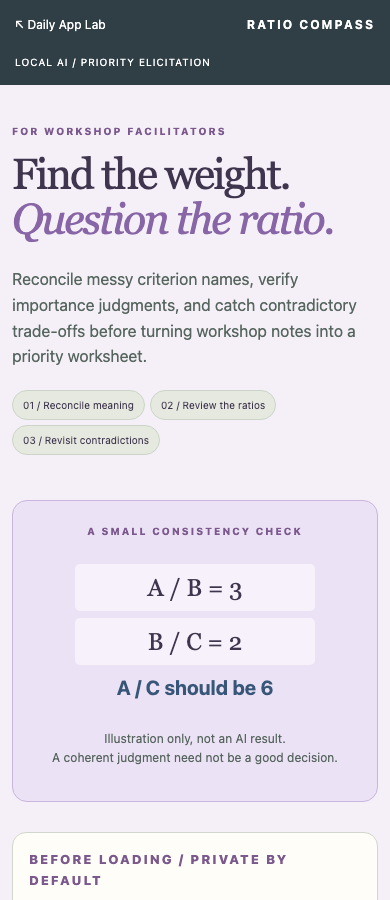 ↖ Daily App Lab
RATIO COMPASS
LOCAL AI / PRIORITY ELICITATION
FOR WORKSHOP FACILITATORS
Find the weight.
Question the ratio.
Reconcile messy criterion names, verify
importance judgments, and catch contradictory
trade-offs before turning workshop notes into a
priority worksheet.
01 / Reconcile meaning
02 / Review the ratios
03 / Revisit contradictions
A SMALL CONSISTENCY CHECK
A / B = 3
B / C = 2
A / C should be 6
Illustration only, not an AI result.
A coherent judgment need not be a good decision.
BEFORE LOADING / PRIVATE BY
DEFAULT